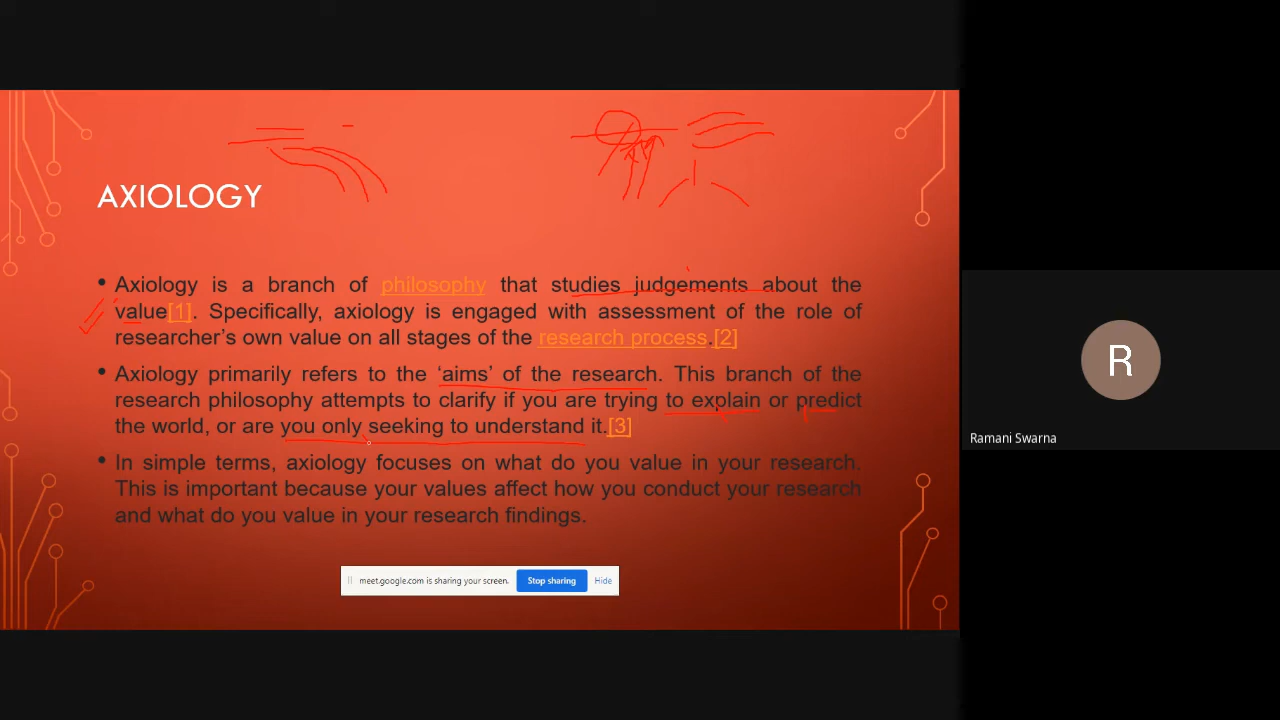 AXIOLOGY
• Axiology is a branch of philosophy that studies judgements about the
value[1]. Specifically, axiology is engaged with assessment of the role of
researcher’s own value on all stages of the research process.[2]
• Axiology primarily refers to the ‘aims’ of the research. This branch of the
research philosophy attempts to clarify if you are trying to explain or predict
the world, or are you only seeking to understand it.[3]
• In simple terms, axiology focuses on what do you value in your research.
This is important because your values affect how you conduct your research
and what do you value in your research findings.
meet.google.com is sharing your screen. Stop sharing Hide
R
Ramani Swarna